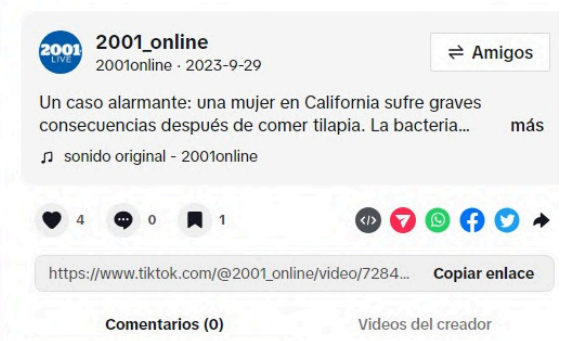 2001
LIVE
2001_online
2001online · 2023-9-29
⇌ Amigos
Un caso alarmante: una mujer en California sufre graves
consecuencias después de comer tilapia. La bacteria... más
♫ sonido original - 2001online
4 0 1
https://www.tiktok.com/@2001_online/video/7284... Copiar enlace
Comentarios (0) Videos del creador